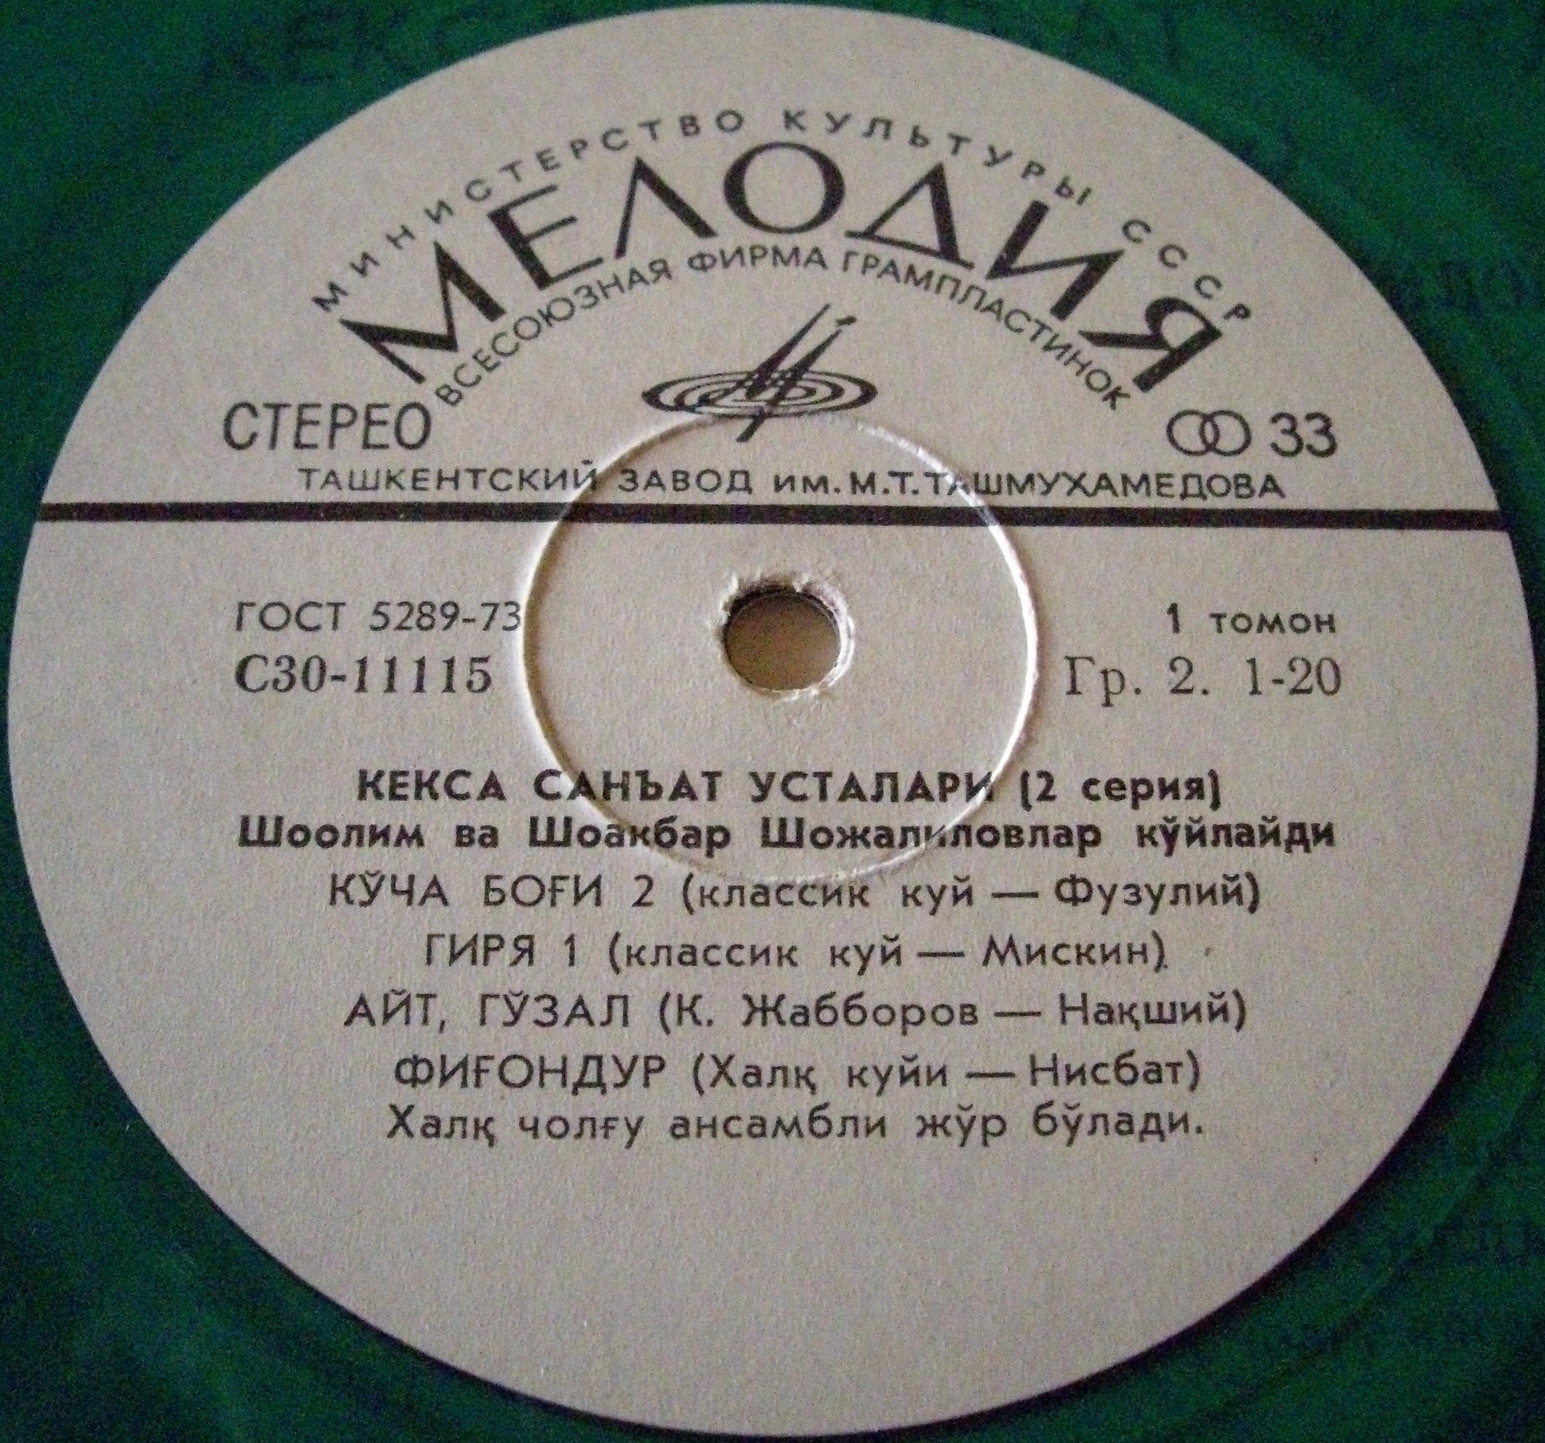 МИНИСТЕРСТВО КУЛЬТУРЫ СССР
МЕЛОДИЯ
ВСЕСОЮЗНАЯ ФИРМА ГРАМПЛАСТИНОК
СТЕРЕО
33
ТАШКЕНТСКИЙ ЗАВОД им. М.Т. ТАШМУХАМЕДОВА
ГОСТ 5289-73
1 томон
С30-11115
Гр. 2. 1-20
КЕКСА САНЪАТ УСТАЛАРИ (2 серия)
Шоолим ва Шоакбар Шожалиловлар кўйлайди
КЎЧА БОҒИ 2 (классик куй — Фузулий)
ГИРЯ 1 (классик куй — Мискин)
АЙТ, ГЎЗАЛ (К. Жабборов — Нақший)
ФИҒОНДУР (Халқ куйи — Нисбат)
Халқ чолғу ансамбли жўр бўлади.